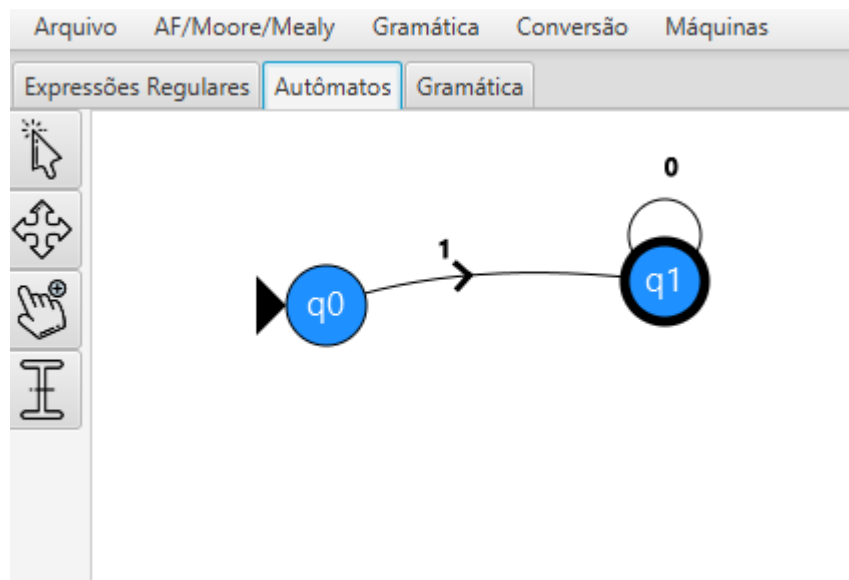 Arquivo AF/Moore/Mealy Gramática Conversão Máquinas
Expressões Regulares Autômatos Gramática
0
1
q0 q1